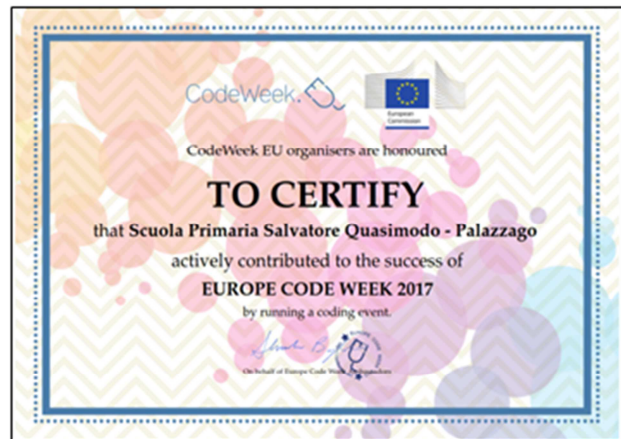 CodeWeek.
European
Commission
CodeWeek EU organisers are honoured
TO CERTIFY
that Scuola Primaria Salvatore Quasimodo - Palazzago
actively contributed to the success of
EUROPE CODE WEEK 2017
by running a coding event.
On behalf of Europe Code Week Ambassadors